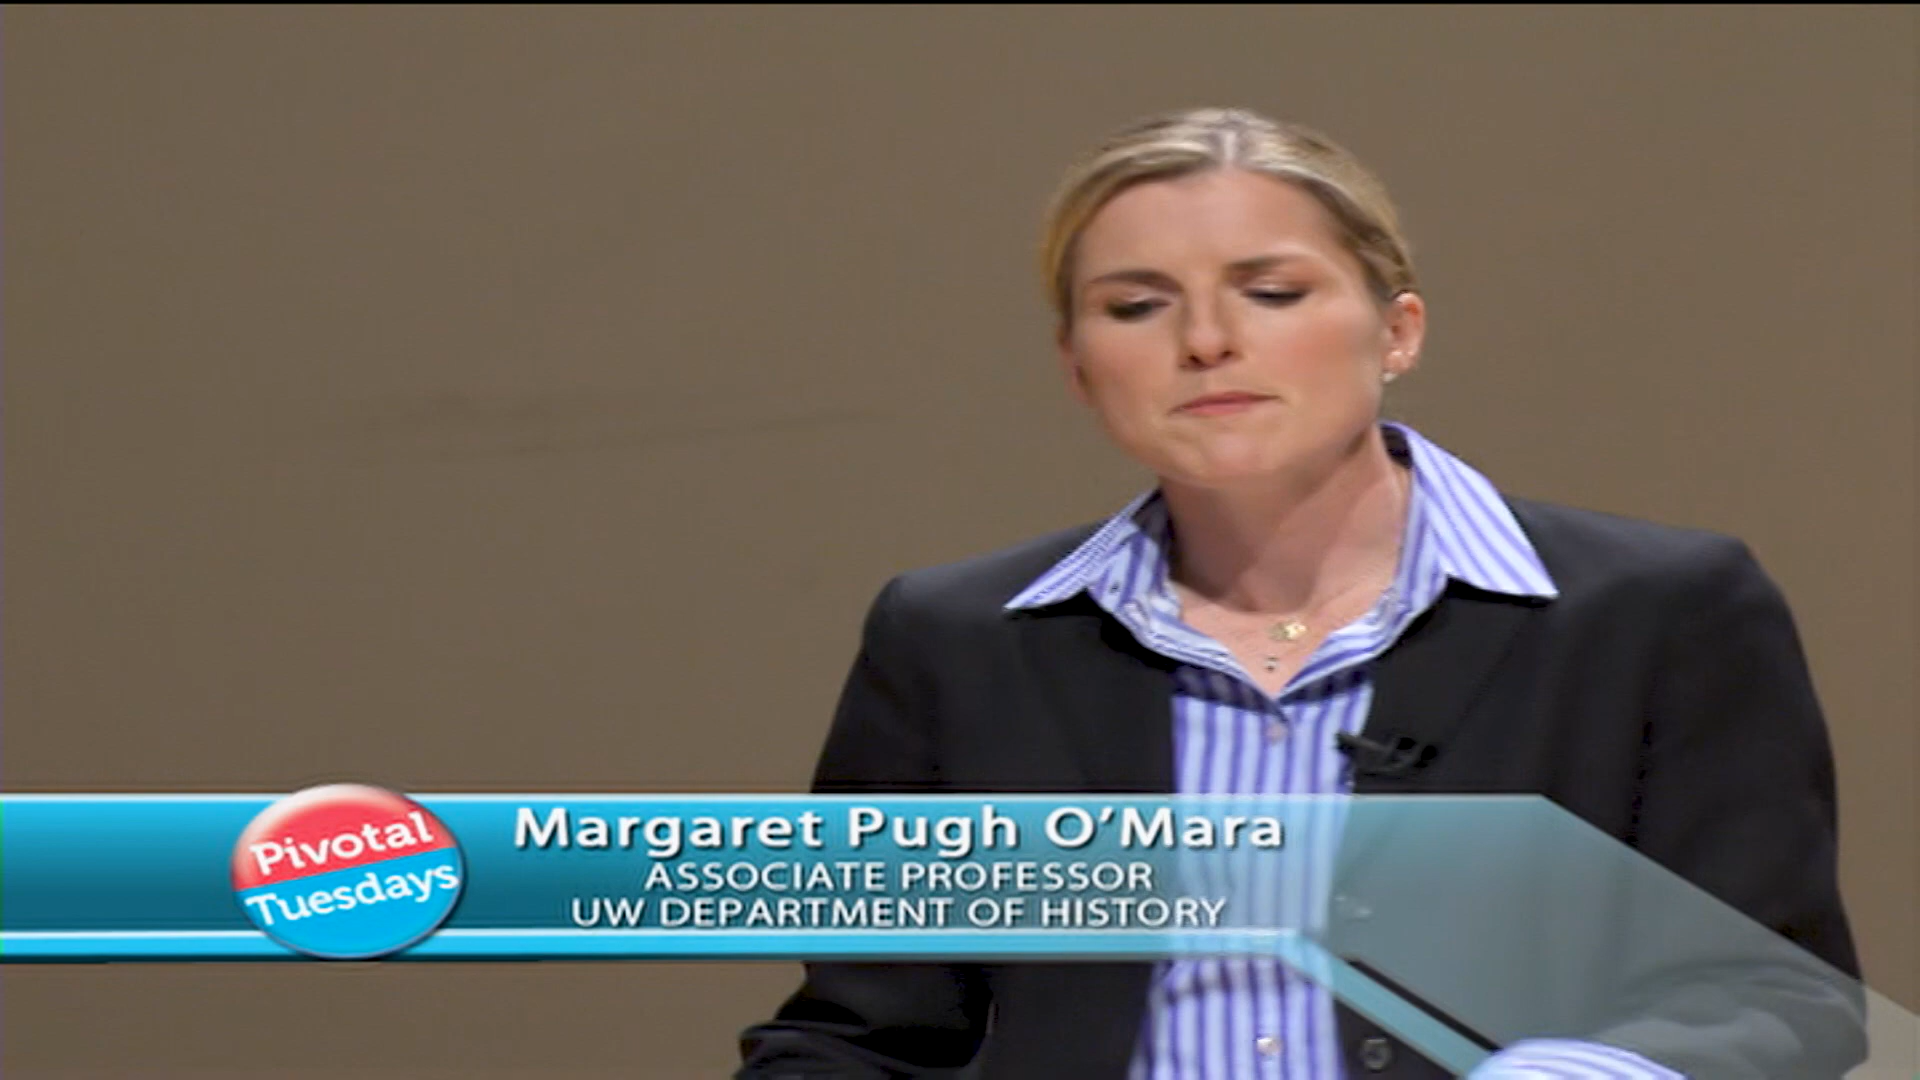 Pivotal
Tuesdays
Margaret Pugh O'Mara
ASSOCIATE PROFESSOR
UW DEPARTMENT OF HISTORY